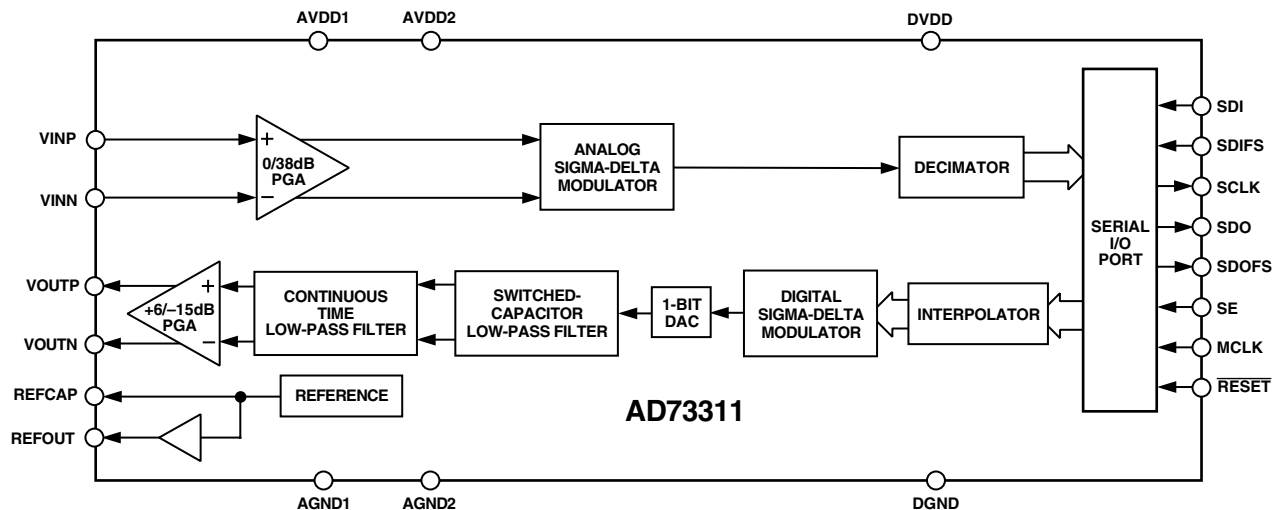 AVDD1
AVDD2
DVDD
VINP
VINN
+
0/38dB
PGA
−
ANALOG
SIGMA-DELTA
MODULATOR
DECIMATOR
SERIAL
I/O
PORT
SDI
SDIFS
SCLK
SDO
SDOFS
SE
MCLK
RESET
VOUTP
VOUTN
+
+6/–15dB
PGA
−
CONTINUOUS
TIME
LOW-PASS FILTER
SWITCHED-
CAPACITOR
LOW-PASS FILTER
1-BIT
DAC
DIGITAL
SIGMA-DELTA
MODULATOR
INTERPOLATOR
REFCAP
REFOUT
REFERENCE
AD73311
AGND1
AGND2
DGND